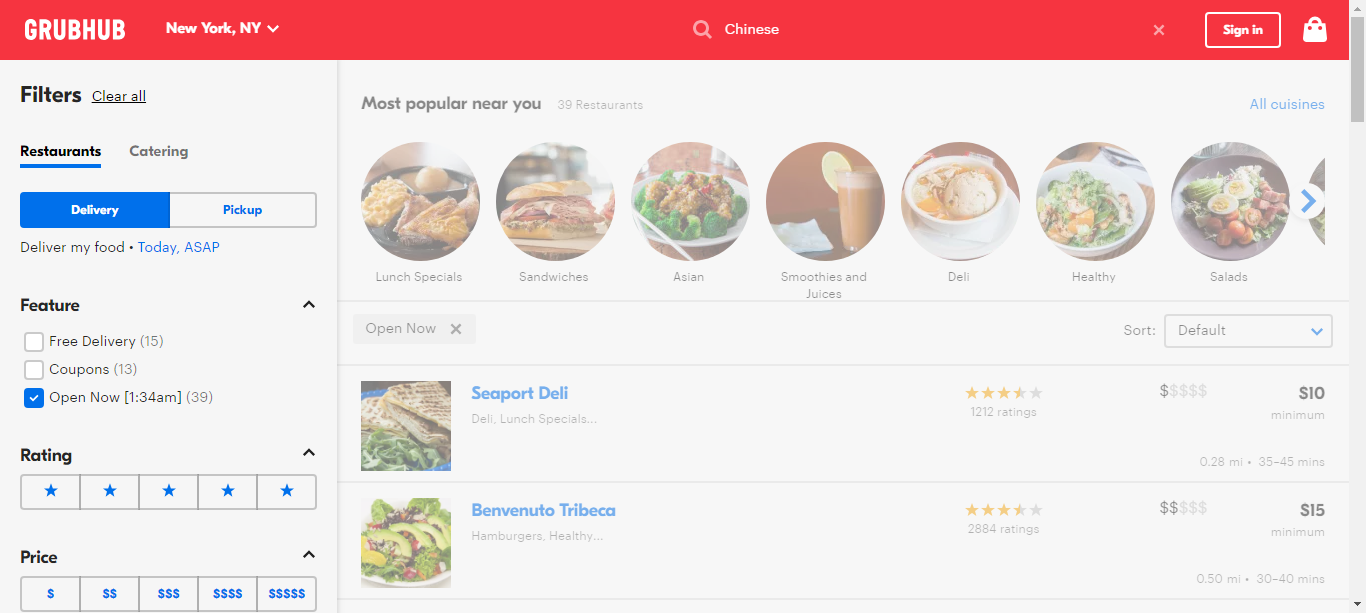 GRUBHUB
New York, NY
Chinese
Sign in
Filters
Clear all
Restaurants
Catering
Delivery
Pickup
Deliver my food • Today, ASAP
Feature
Free Delivery (15)
Coupons (13)
Open Now [1:34am] (39)
Rating
Price
$
$$
$$$
$$$$
$$$$$
Most popular near you
39 Restaurants
All cuisines
Lunch Specials
Sandwiches
Asian
Smoothies and
Juices
Deli
Healthy
Salads
Open Now
Sort:
Default
Seaport Deli
Deli, Lunch Specials...
1212 ratings
$$$$$
$10
minimum
0.28 mi • 35–45 mins
Benvenuto Tribeca
Hamburgers, Healthy...
2884 ratings
$$$$$
$15
minimum
0.50 mi • 30–40 mins